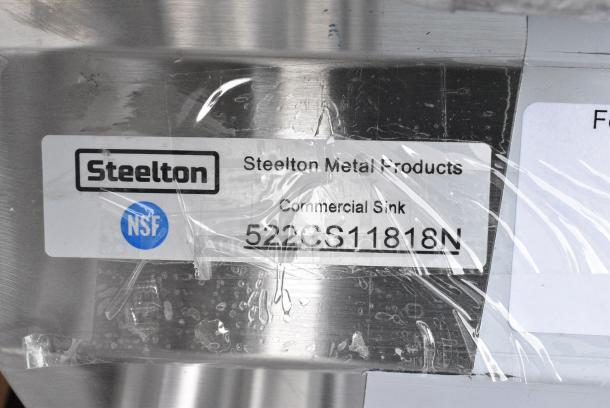 Steelton
Steelton Metal Products
NSF
Commercial Sink
522CS11818N